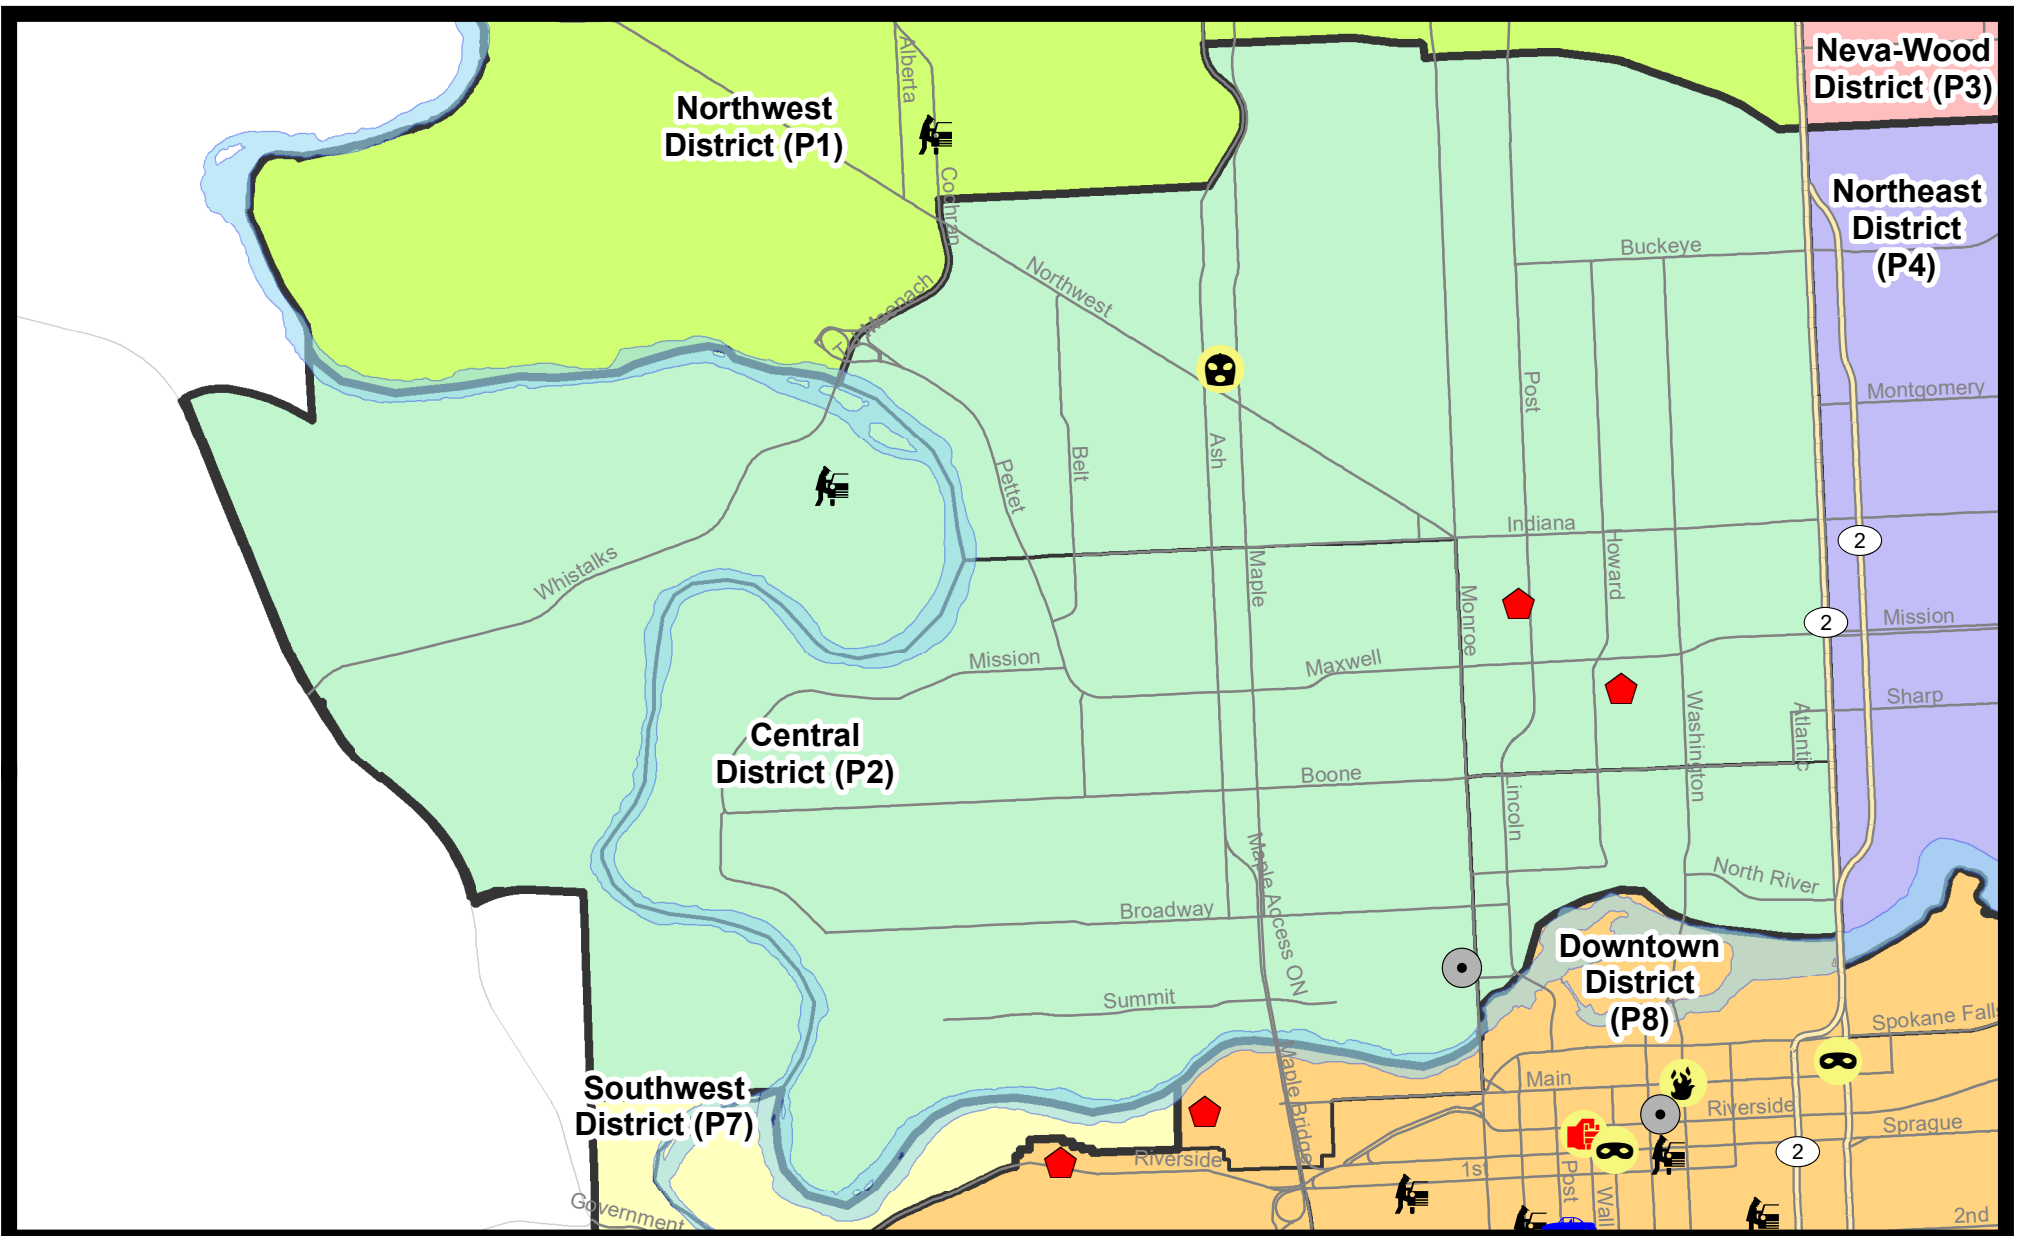 Neva-Wood
District (P3)
Northwest
District (P1)
Alberta
Cochran
Northeast
District
(P4)
Buckeye
Northwest
Post
Montgomery
Ash
Belt
Pettet
Indiana
2
Howard
Whistalks
Maple
Monroe
2
Mission
Mission
Maxwell
Sharp
Washington
Atlantic
Central
District (P2)
Boone
Lincoln
Maple Access ON
North River
Broadway
Downtown
District
(P8)
Summit
Spokane Falls
Maple Bridge
Main
Southwest
District (P7)
Riverside
Sprague
Riverside
1st
2
Post
Wall
Government
2nd